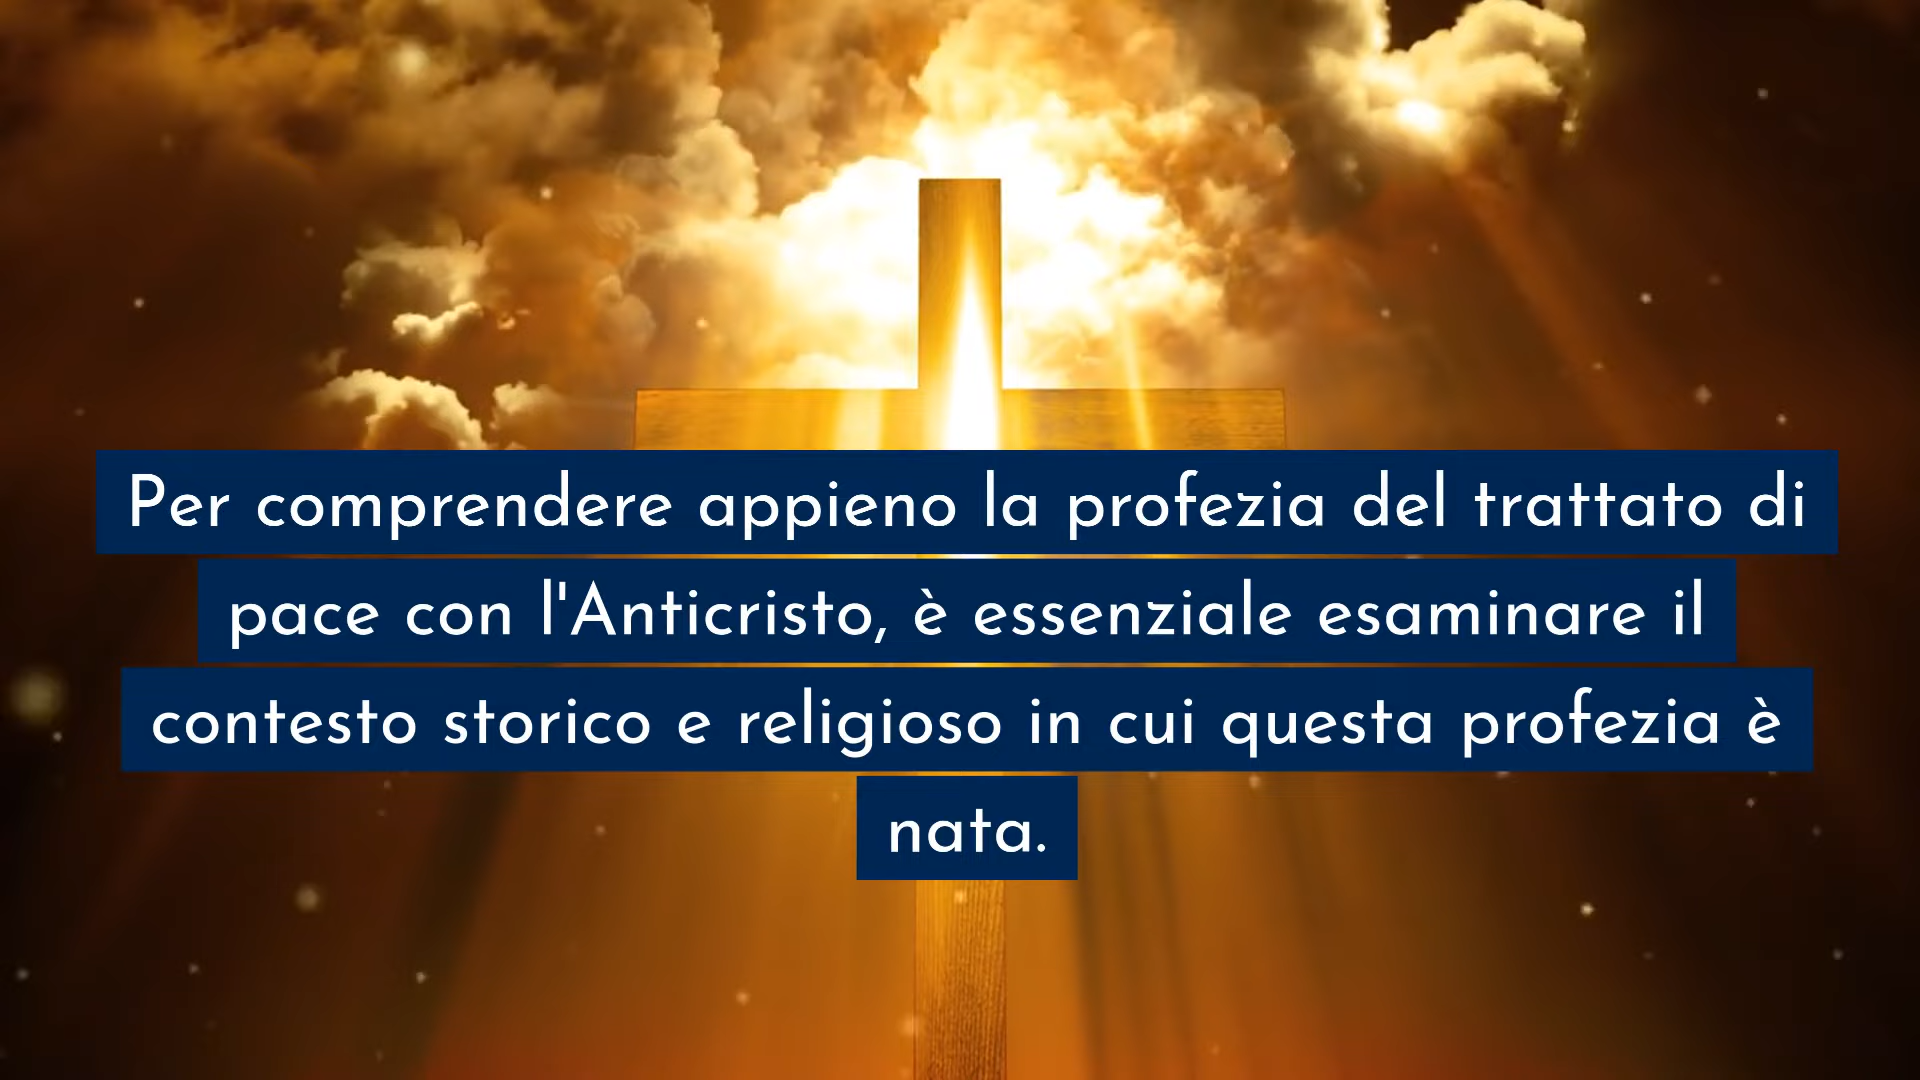 Per comprendere appieno la profezia del trattato di
pace con l'Anticristo, è essenziale esaminare il
contesto storico e religioso in cui questa profezia è
nata.